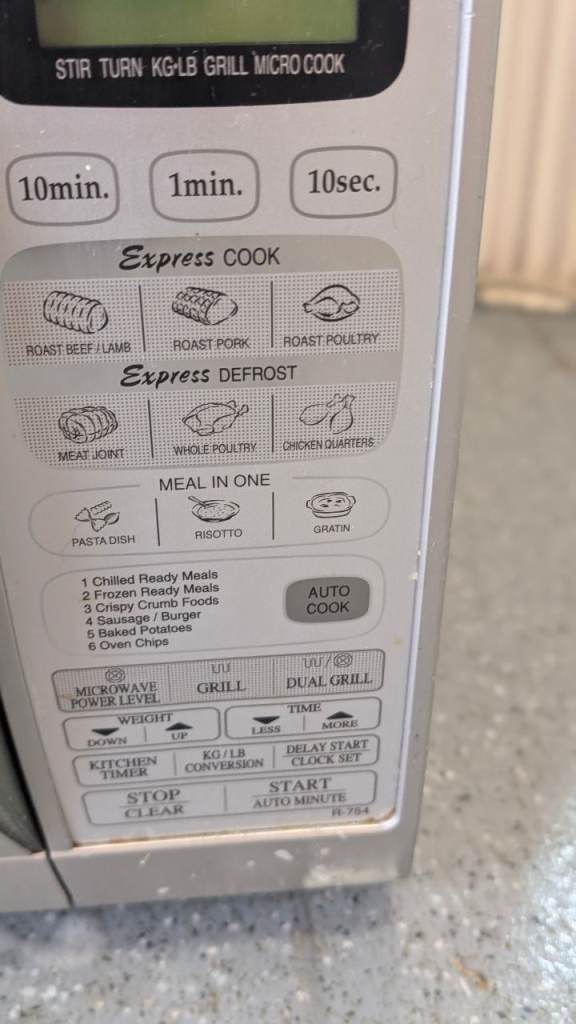 STIR TURN KG•LB GRILL MICRO COOK
10min. 1min. 10sec.
Express COOK
ROAST BEEF / LAMB ROAST PORK ROAST POULTRY
Express DEFROST
MEAT JOINT WHOLE POULTRY CHICKEN QUARTERS
MEAL IN ONE
PASTA DISH RISOTTO GRATIN
1 Chilled Ready Meals
2 Frozen Ready Meals
3 Crispy Crumb Foods
4 Sausage / Burger
5 Baked Potatoes
6 Oven Chips
AUTO
COOK
MICROWAVE
POWER LEVEL
GRILL
DUAL GRILL
WEIGHT
DOWN UP
TIME
LESS MORE
KITCHEN
TIMER
KG / LB
CONVERSION
DELAY START
CLOCK SET
STOP
CLEAR
START
AUTO MINUTE
R-754